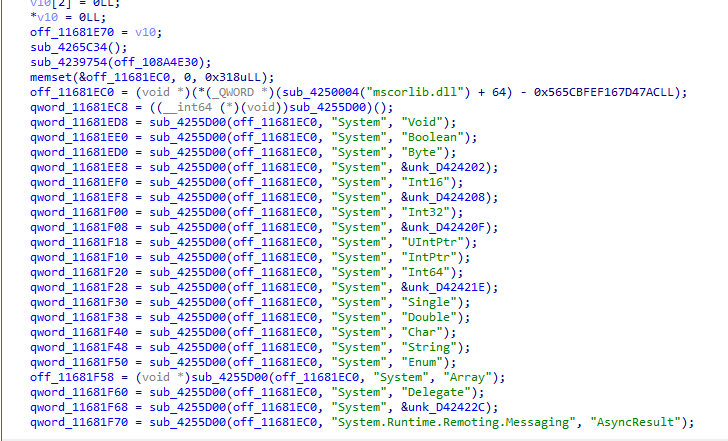 v10[2] = 0LL;
*v10 = 0LL;
off_11681E70 = v10;
sub_4265C34();
sub_4239754(off_108A4E30);
memset(&off_11681EC0, 0, 0x318uLL);
off_11681EC0 = (void *)(*(_QWORD *)(sub_4250004("mscorlib.dll") + 64) - 0x565CBFEF167D47ACLL);
qword_11681EC8 = ((__int64 (*)(void))sub_4255D00)();
qword_11681ED8 = sub_4255D00(off_11681EC0, "System", "Void");
qword_11681EE0 = sub_4255D00(off_11681EC0, "System", "Boolean");
qword_11681ED0 = sub_4255D00(off_11681EC0, "System", "Byte");
qword_11681EE8 = sub_4255D00(off_11681EC0, "System", &unk_D424202);
qword_11681EF0 = sub_4255D00(off_11681EC0, "System", "Int16");
qword_11681EF8 = sub_4255D00(off_11681EC0, "System", &unk_D424208);
qword_11681F00 = sub_4255D00(off_11681EC0, "System", "Int32");
qword_11681F08 = sub_4255D00(off_11681EC0, "System", &unk_D42420F);
qword_11681F18 = sub_4255D00(off_11681EC0, "System", "UIntPtr");
qword_11681F10 = sub_4255D00(off_11681EC0, "System", "IntPtr");
qword_11681F20 = sub_4255D00(off_11681EC0, "System", "Int64");
qword_11681F28 = sub_4255D00(off_11681EC0, "System", &unk_D42421E);
qword_11681F30 = sub_4255D00(off_11681EC0, "System", "Single");
qword_11681F38 = sub_4255D00(off_11681EC0, "System", "Double");
qword_11681F40 = sub_4255D00(off_11681EC0, "System", "Char");
qword_11681F48 = sub_4255D00(off_11681EC0, "System", "String");
qword_11681F50 = sub_4255D00(off_11681EC0, "System", "Enum");
off_11681F58 = (void *)sub_4255D00(off_11681EC0, "System", "Array");
qword_11681F60 = sub_4255D00(off_11681EC0, "System", "Delegate");
qword_11681F68 = sub_4255D00(off_11681EC0, "System", &unk_D42422C);
qword_11681F70 = sub_4255D00(off_11681EC0, "System.Runtime.Remoting.Messaging", "AsyncResult");